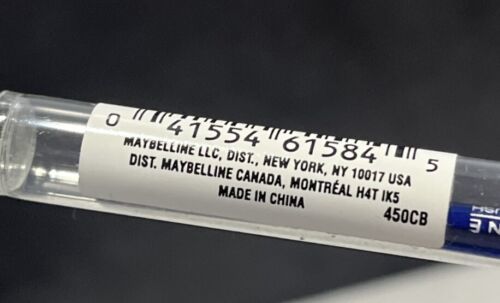 0 41554 61584 5
MAYBELLINE LLC, DIST., NEW YORK, NY 10017 USA
DIST. MAYBELLINE CANADA, MONTRÉAL H4T IK5
MADE IN CHINA
450CB